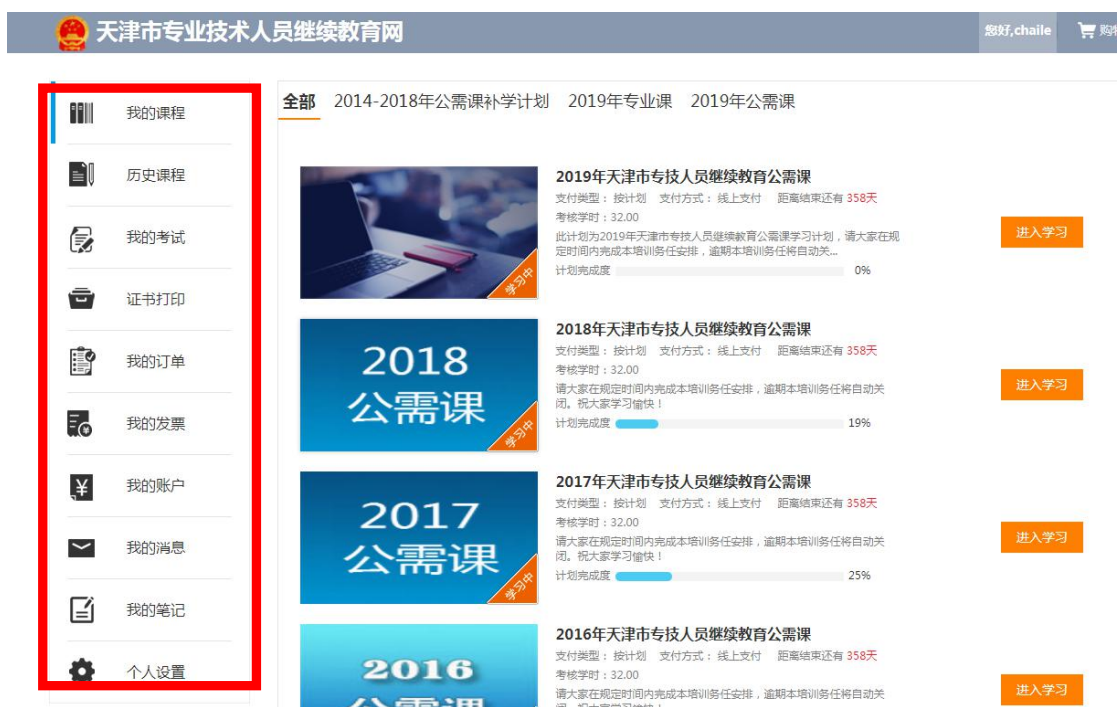 天津市专业技术人员继续教育网
您好,chaile
我的课程
历史课程
我的考试
证书打印
我的订单
我的发票
我的账户
我的消息
我的笔记
个人设置
全部 2014-2018年公需课补学计划 2019年专业课 2019年公需课
学习中
2019年天津市专技人员继续教育公需课
支付类型：按计划 支付方式：线上支付 距离结束还有 358天
考核学时：32.00
此计划为2019年天津市专技人员继续教育公需课学习计划，请大家在规
定时间内完成本培训务任安排，逾期本培训务任将自动关...
计划完成度 0%
进入学习
2018
公需课
学习中
2018年天津市专技人员继续教育公需课
支付类型：按计划 支付方式：线上支付 距离结束还有 358天
考核学时：32.00
请大家在规定时间内完成本培训务任安排，逾期本培训务任将自动关
闭。祝大家学习愉快！
计划完成度 19%
进入学习
2017
公需课
学习中
2017年天津市专技人员继续教育公需课
支付类型：按计划 支付方式：线上支付 距离结束还有 358天
考核学时：32.00
请大家在规定时间内完成本培训务任安排，逾期本培训务任将自动关
闭。祝大家学习愉快！
计划完成度 25%
进入学习
2016
2016年天津市专技人员继续教育公需课
支付类型：按计划 支付方式：线上支付 距离结束还有 358天
考核学时：32.00
请大家在规定时间内完成本培训务任安排，逾期本培训务任将自动关
进入学习